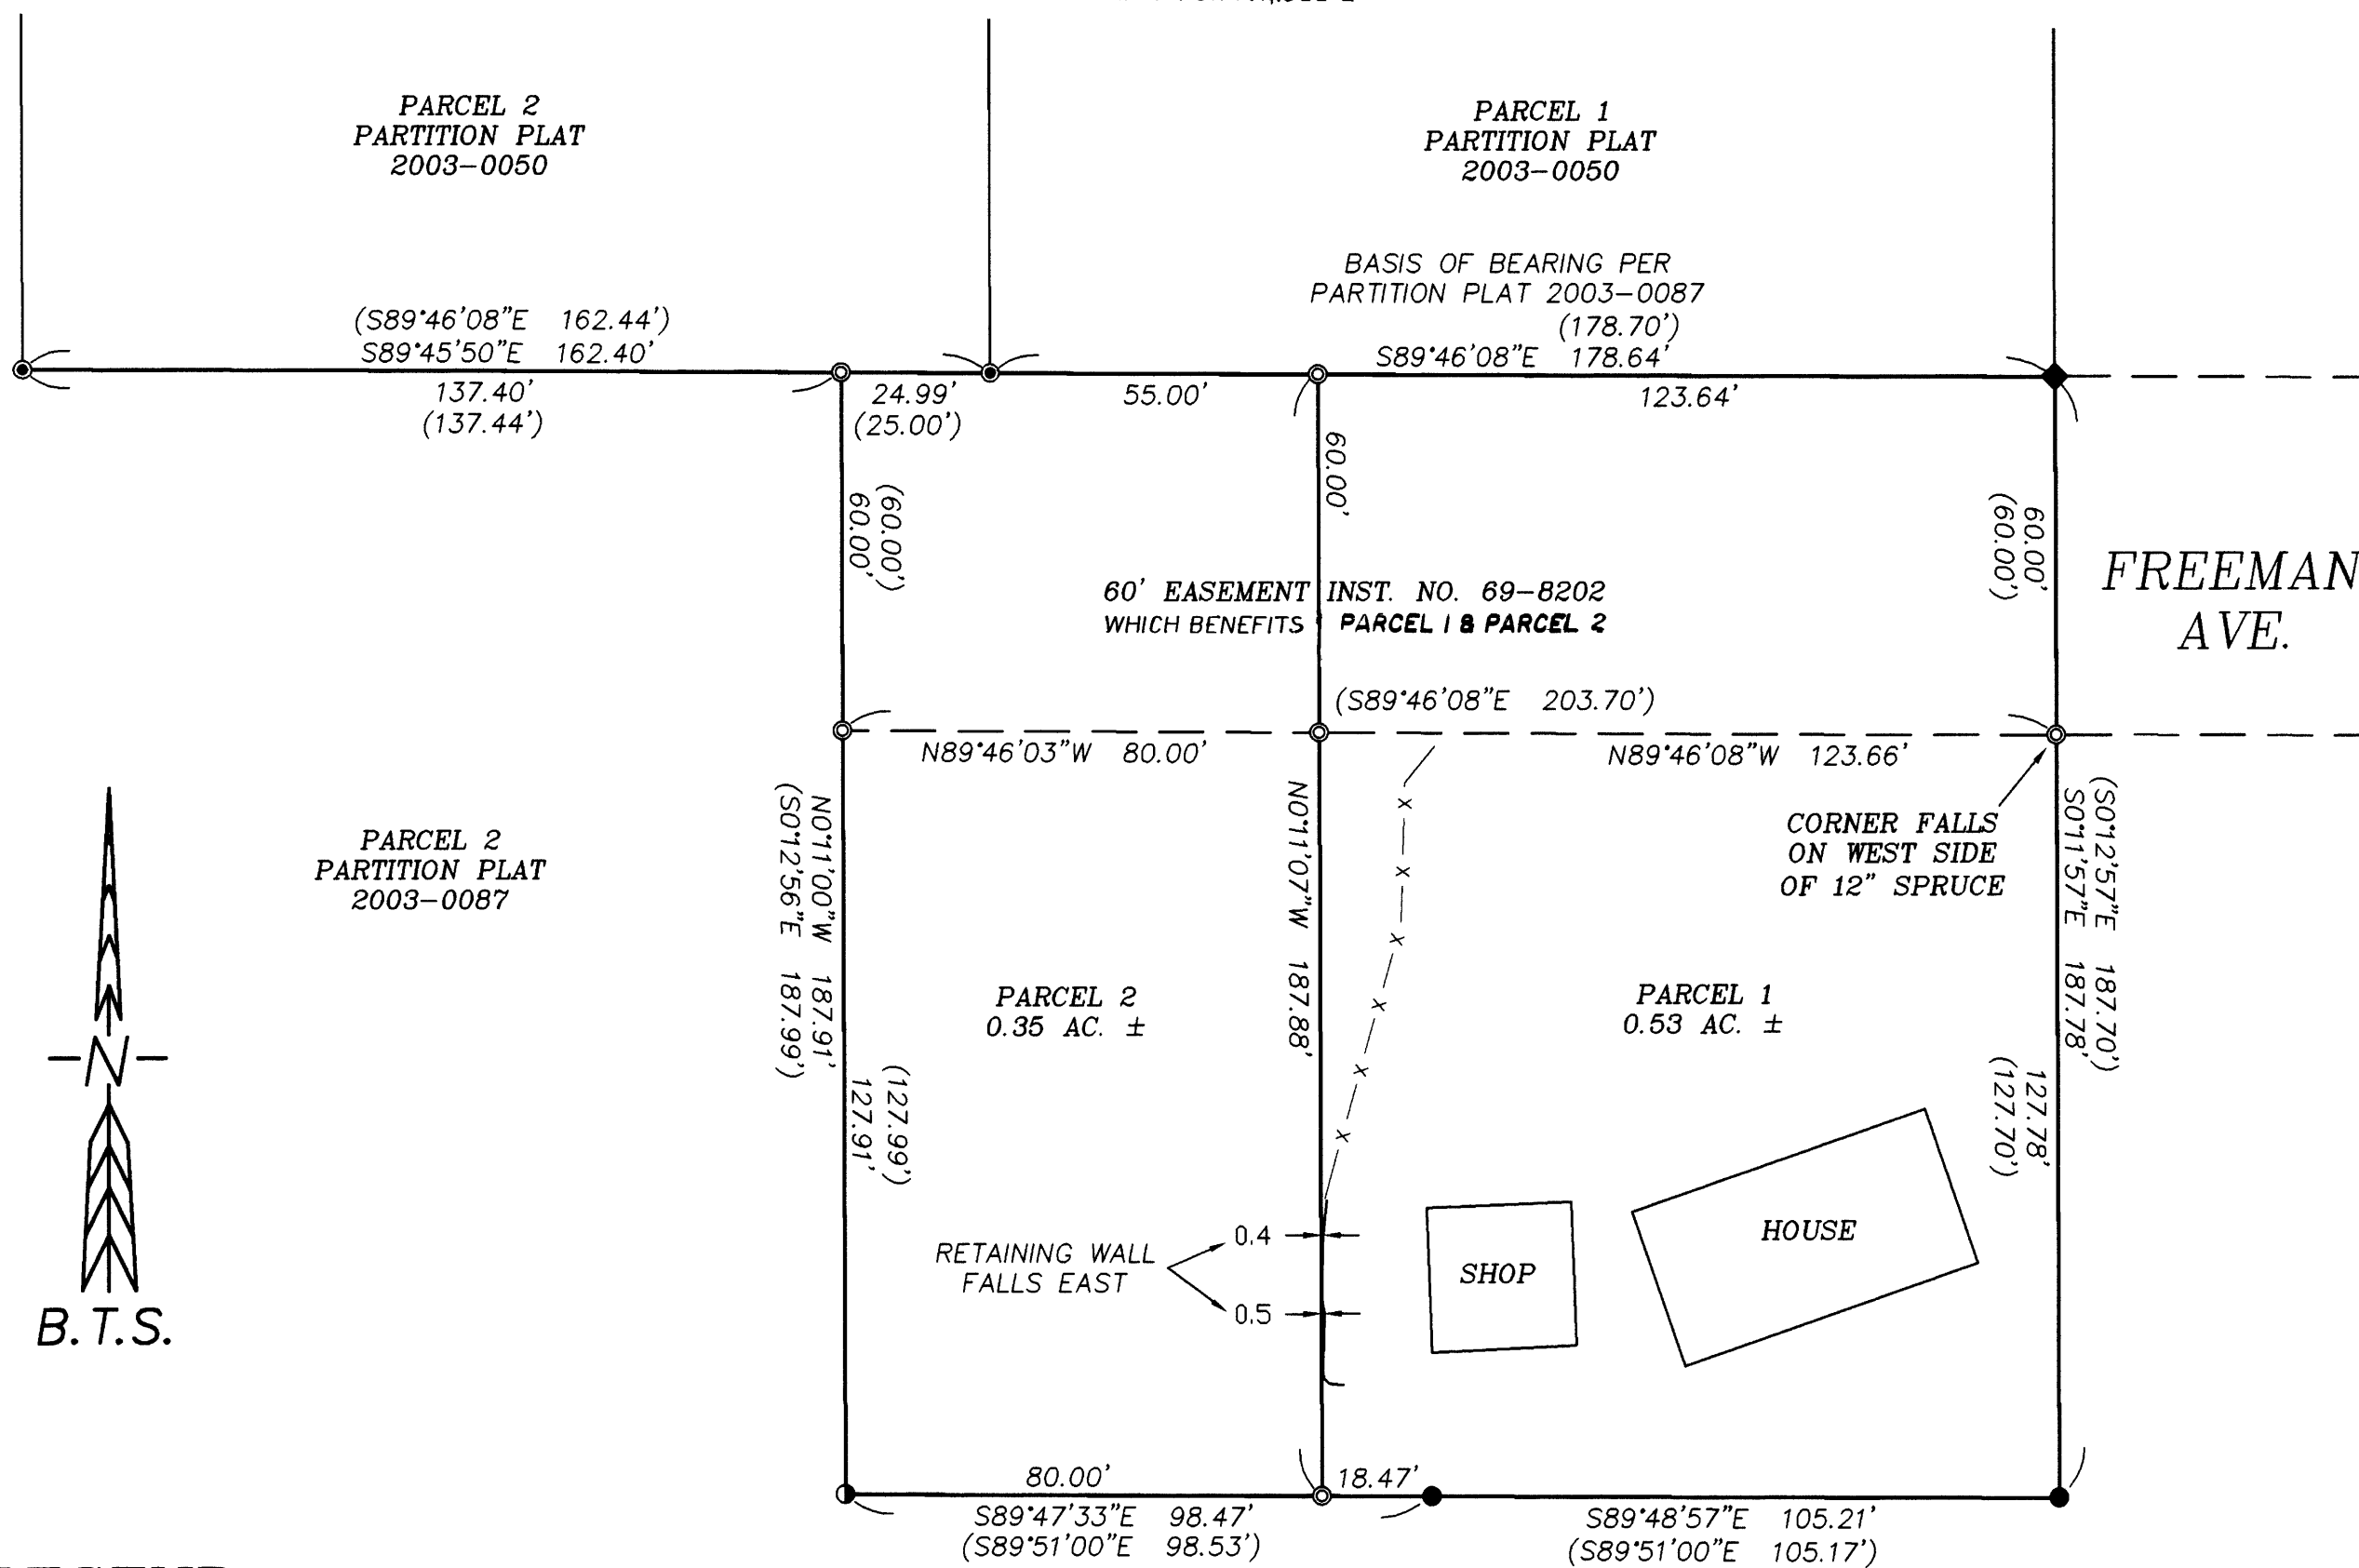 PARCEL 2
PARTITION PLAT
2003-0050
PARCEL 1
PARTITION PLAT
2003-0050
BASIS OF BEARING PER
PARTITION PLAT 2003-0087
(178.70')
S89°46'08"E 178.64'
(S89°46'08"E 162.44')
S89°45'50"E 162.40'
137.40'
(137.44')
24.99'
(25.00')
55.00'
123.64'
(60.00')
60.00'
60.00'
60.00'
(60.00')
FREEMAN
AVE.
60' EASEMENT INST. NO. 69-8202
WHICH BENEFITS PARCEL 1 & PARCEL 2
(S89°46'08"E 203.70')
N89°46'03"W 80.00'
N89°46'08"W 123.66'
CORNER FALLS
ON WEST SIDE
OF 12" SPRUCE
PARCEL 2
PARTITION PLAT
2003-0087
N0°11'00"W 187.91'
(S0°12'56"E 187.99')
N0°11'07"W 187.88'
(S0°12'57"E 187.70')
S0°11'57"E 187.78'
PARCEL 2
0.35 AC. ±
PARCEL 1
0.53 AC. ±
x
x
x
x
x
x
(127.99')
127.91'
127.78'
(127.70')
N
B.T.S.
RETAINING WALL
FALLS EAST
0.4
0.5
SHOP
HOUSE
80.00'
18.47'
S89°47'33"E 98.47'
(S89°51'00"E 98.53')
S89°48'57"E 105.21'
(S89°51'00"E 105.17')